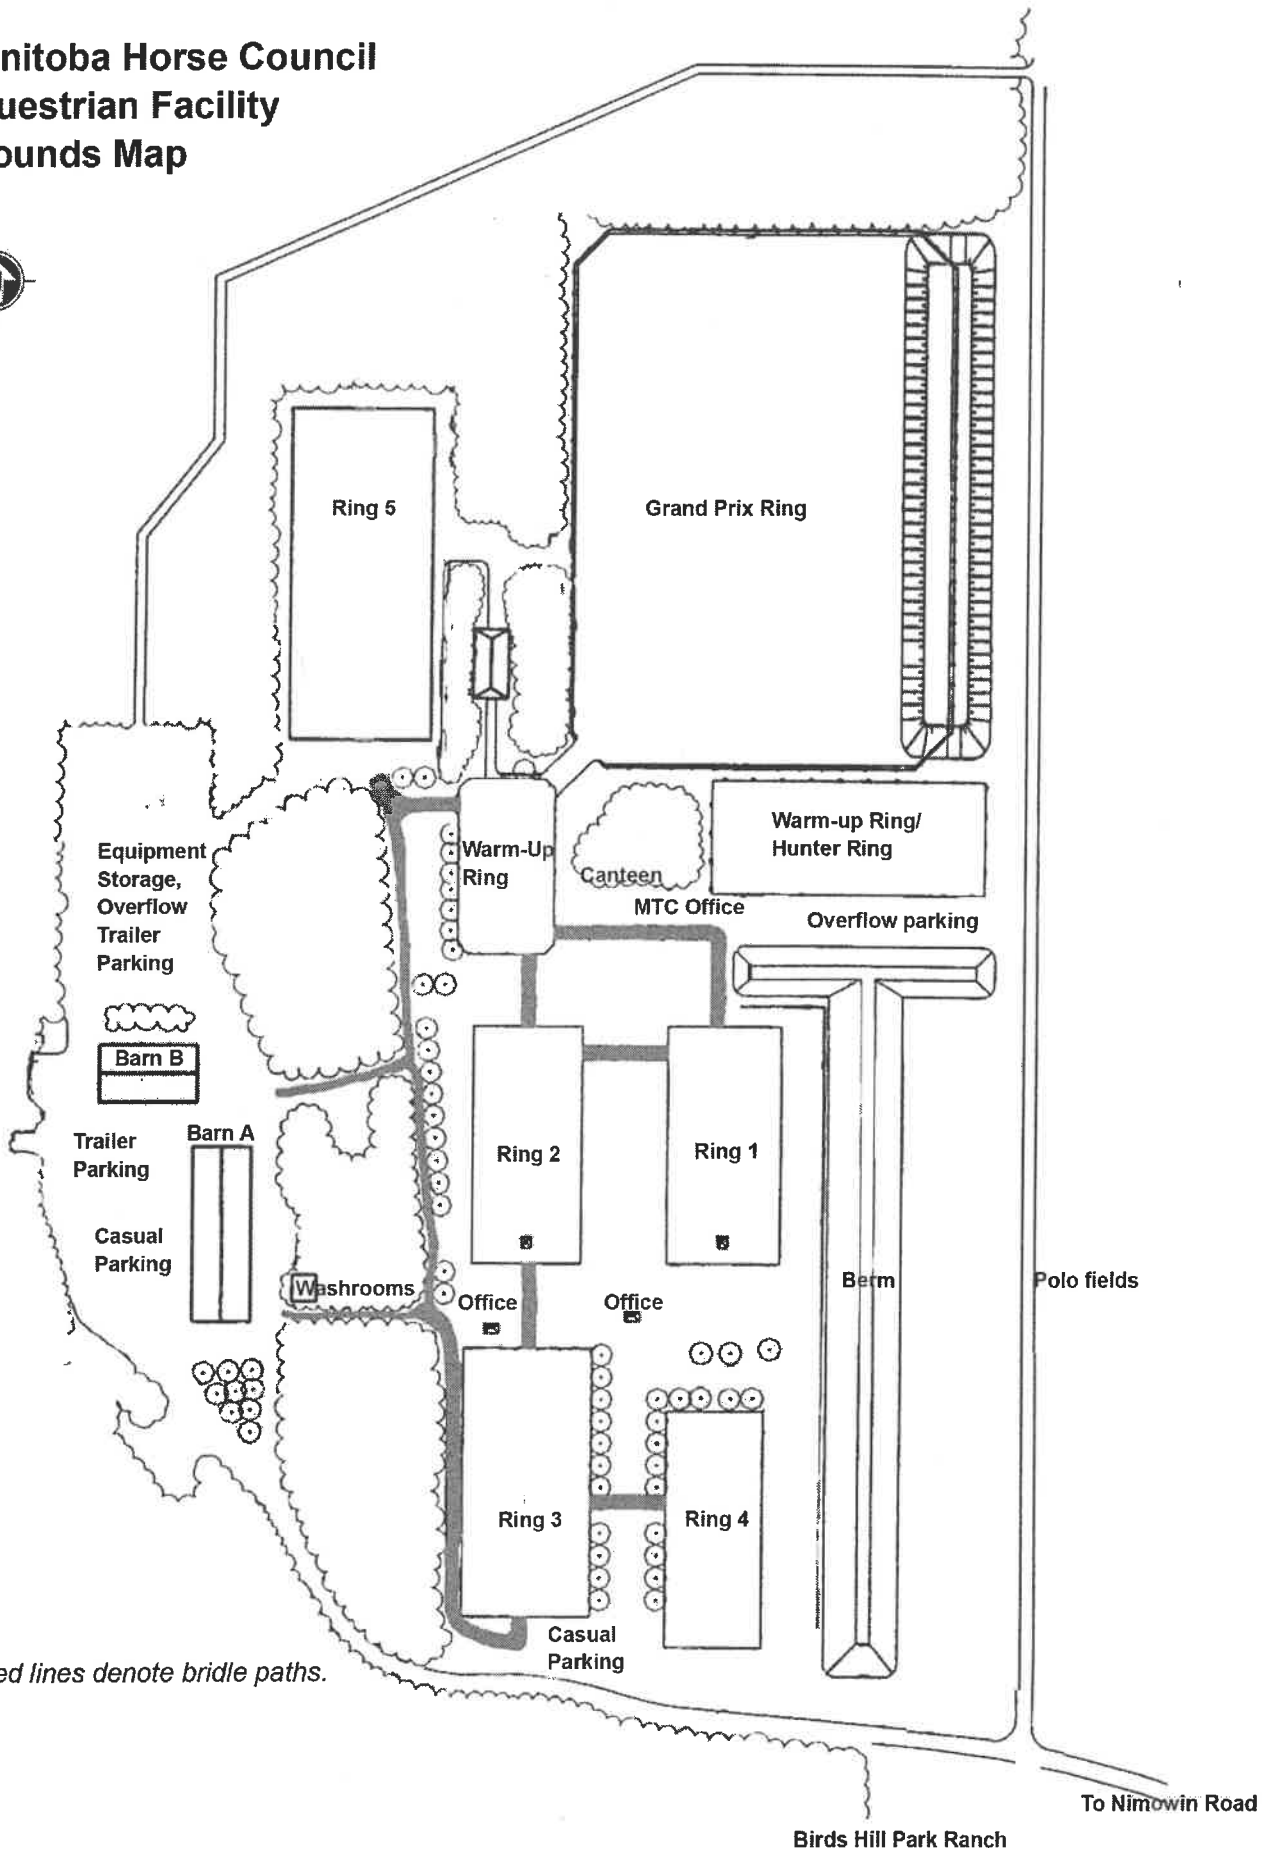 nitoba Horse Council
uestrian Facility
ounds Map
Ring 5
Grand Prix Ring
Warm-up Ring/
Hunter Ring
Warm-Up
Ring
Canteen
MTC Office
Overflow parking
Equipment
Storage,
Overflow
Trailer
Parking
Barn B
Trailer
Parking
Barn A
Ring 2
Ring 1
Casual
Parking
Washrooms
Office
Office
Berm
Polo fields
Ring 3
Ring 4
Casual
Parking
ed lines denote bridle paths.
To Nimowin Road
Birds Hill Park Ranch